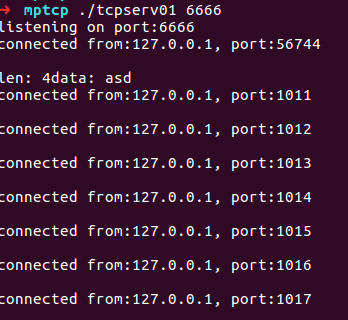 → mptcp ./tcpserv01 6666
listening on port:6666
connected from:127.0.0.1, port:56744
len: 4data: asd
connected from:127.0.0.1, port:1011
connected from:127.0.0.1, port:1012
connected from:127.0.0.1, port:1013
connected from:127.0.0.1, port:1014
connected from:127.0.0.1, port:1015
connected from:127.0.0.1, port:1016
connected from:127.0.0.1, port:1017